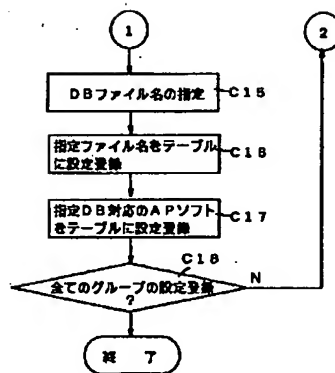 1
2
DBファイル名の指定
C15
指定ファイル名をテーブル
に設定登録
C16
指定DB対応のAPソフト
をテーブルに設定登録
C17
C18
全てのグループの設定登録
?
N
終 了